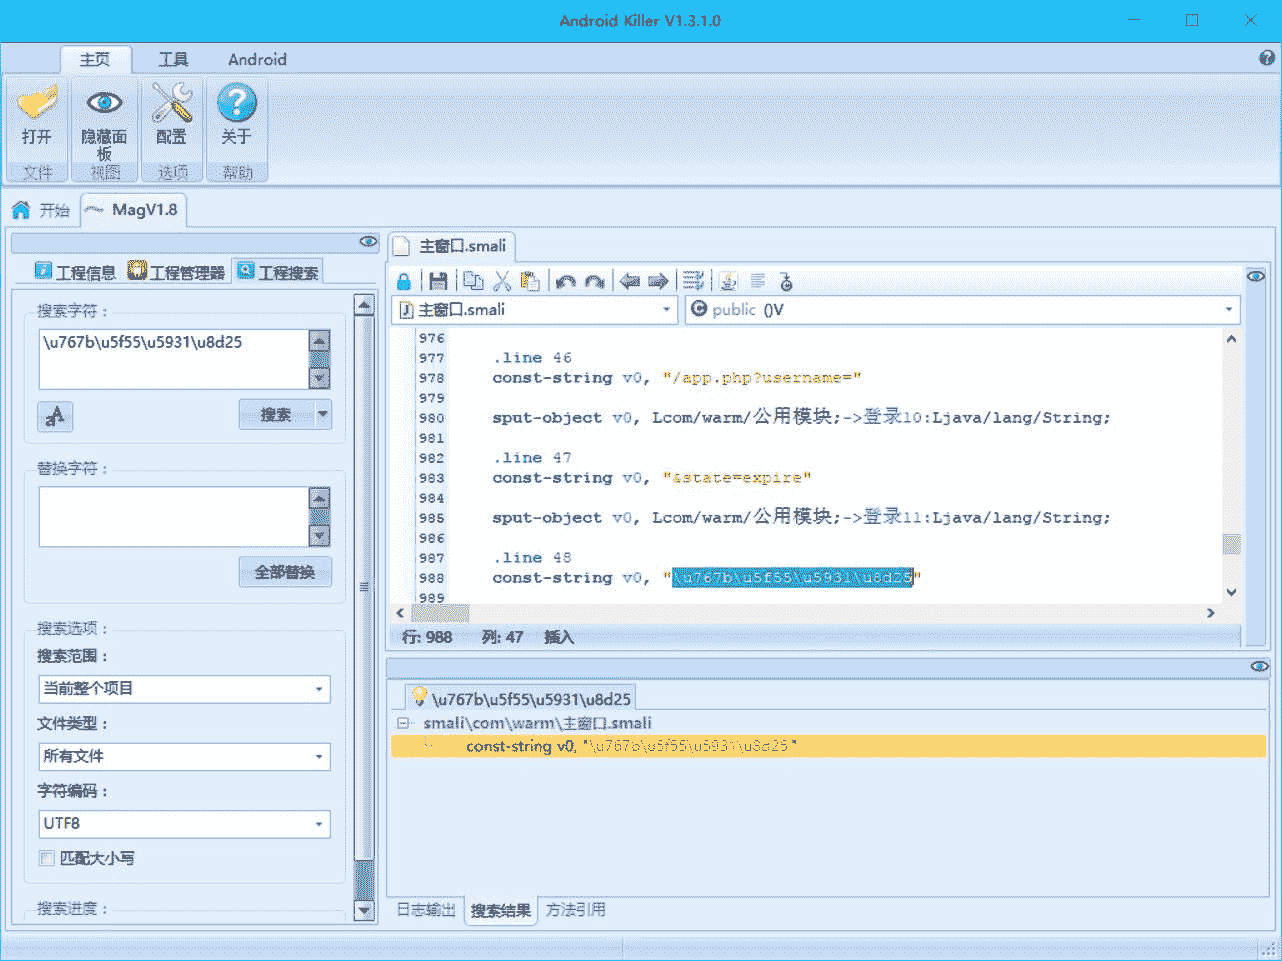 Android Killer V1.3.1.0
主页 工具 Android
打开 隐藏面板 配置 关于
文件 视图 选项 帮助
开始 MagV1.8
工程信息 工程管理器 工程搜索
搜索字符：
\u767b\u5f55\u5931\u8d25
aA
搜索
替换字符：
全部替换
搜索选项：
搜索范围：
当前整个项目
文件类型：
所有文件
字符编码：
UTF8
匹配大小写
搜索进度：
主窗口.smali
主窗口.smali public ()V
976
977 .line 46
978 const-string v0, "/app.php?username="
979
980 sput-object v0, Lcom/warm/公用模块;->登录10:Ljava/lang/String;
981
982 .line 47
983 const-string v0, "&state=expire"
984
985 sput-object v0, Lcom/warm/公用模块;->登录11:Ljava/lang/String;
986
987 .line 48
988 const-string v0, "\u767b\u5f55\u5931\u8d25"
989
行: 988 列: 47 插入
\u767b\u5f55\u5931\u8d25
smali\com\warm\主窗口.smali
const-string v0, "\u767b\u5f55\u5931\u8d25"
日志输出 搜索结果 方法引用